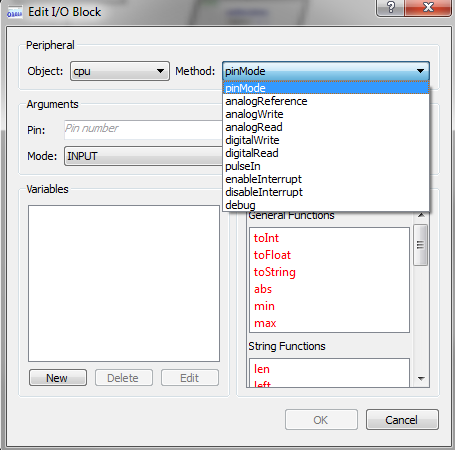 Edit I/O Block
Peripheral
Object: cpu Method: pinMode
pinMode
analogReference
analogWrite
analogRead
digitalWrite
digitalRead
pulseIn
enableInterrupt
disableInterrupt
debug
Arguments
Pin: Pin number
Mode: INPUT
Variables
New Delete Edit
General Functions
toInt
toFloat
toString
abs
min
max
String Functions
len
left
OK Cancel